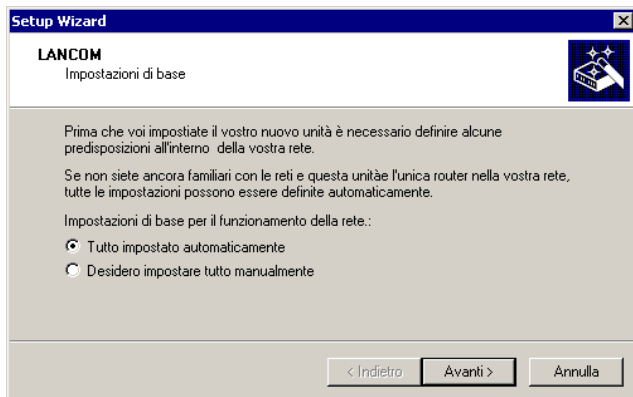 Setup Wizard
LANCOM
Impostazioni di base
Prima che voi impostiate il vostro nuovo unità è necessario definire alcune
predisposizioni all'interno della vostra rete.
Se non siete ancora familiari con le reti e questa unitàe l'unica router nella vostra rete,
tutte le impostazioni possono essere definite automaticamente.
Impostazioni di base per il funzionamento della rete.:
Tutto impostato automaticamente
Desidero impostare tutto manualmente
< Indietro
Avanti >
Annulla